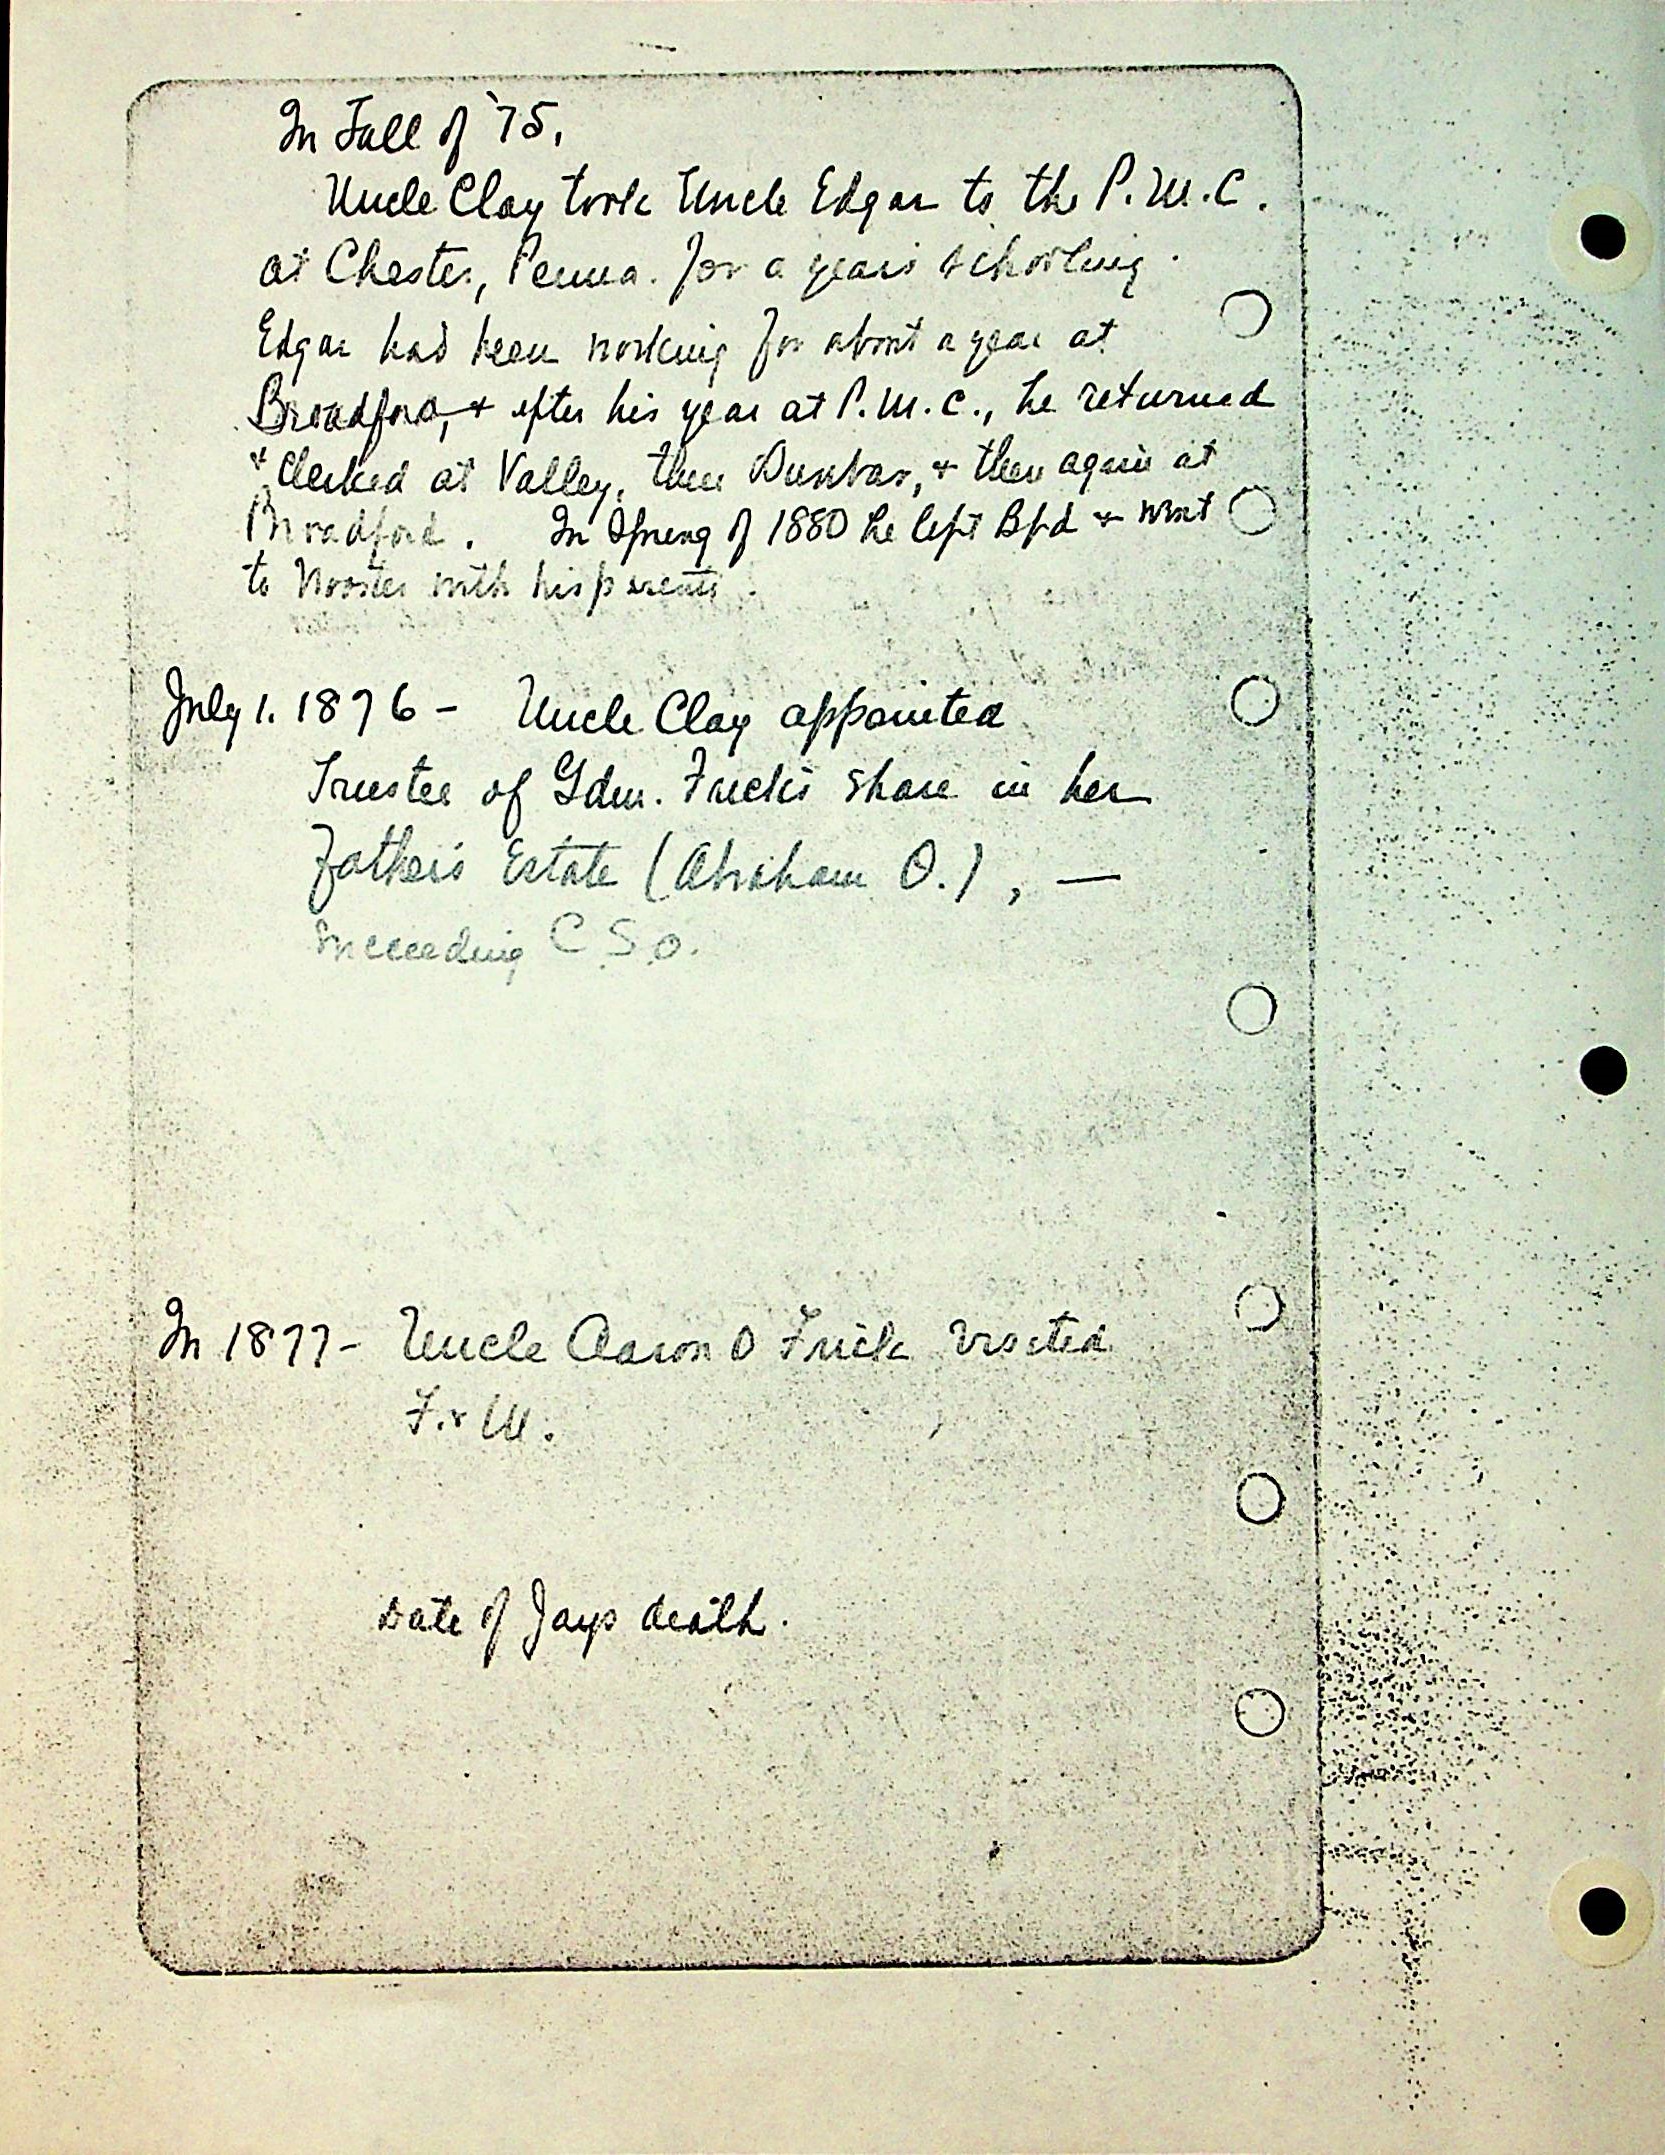 In Fall of '75,
Uncle Clay took Uncle Edgar to the P.M.C.
at Chester, Penna. for a years schooling.
Edgar had been working for about a year at
Broadford, + after his year at P.M.C., he returned
+ clerked at Valley, then Dunbar, + then again at
Broadford. In Spring of 1880 he left Bfd + went
to Wooster with his parents.
July 1. 1876 - Uncle Clay appointed
Trustee of Gdm. Frick's share in her
Father's Estate (Abraham O.), —
Succeeding C.S.O.
In 1877 - Uncle Aaron O Frick visited
F. + M.
Date of Jays death.